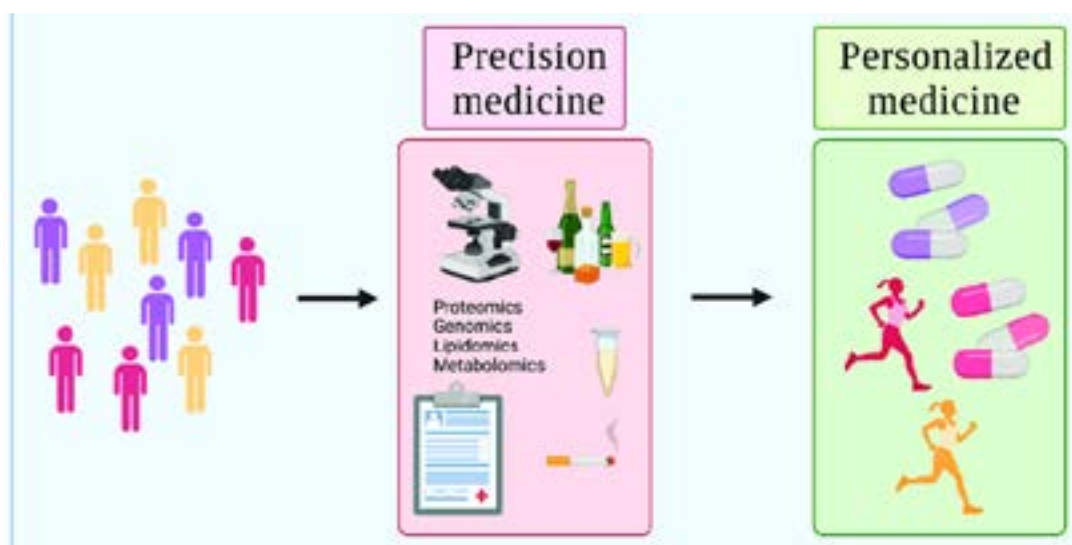 Precision
medicine
Personalized
medicine
Proteomics
Genomics
Lipidomics
Metabolomics